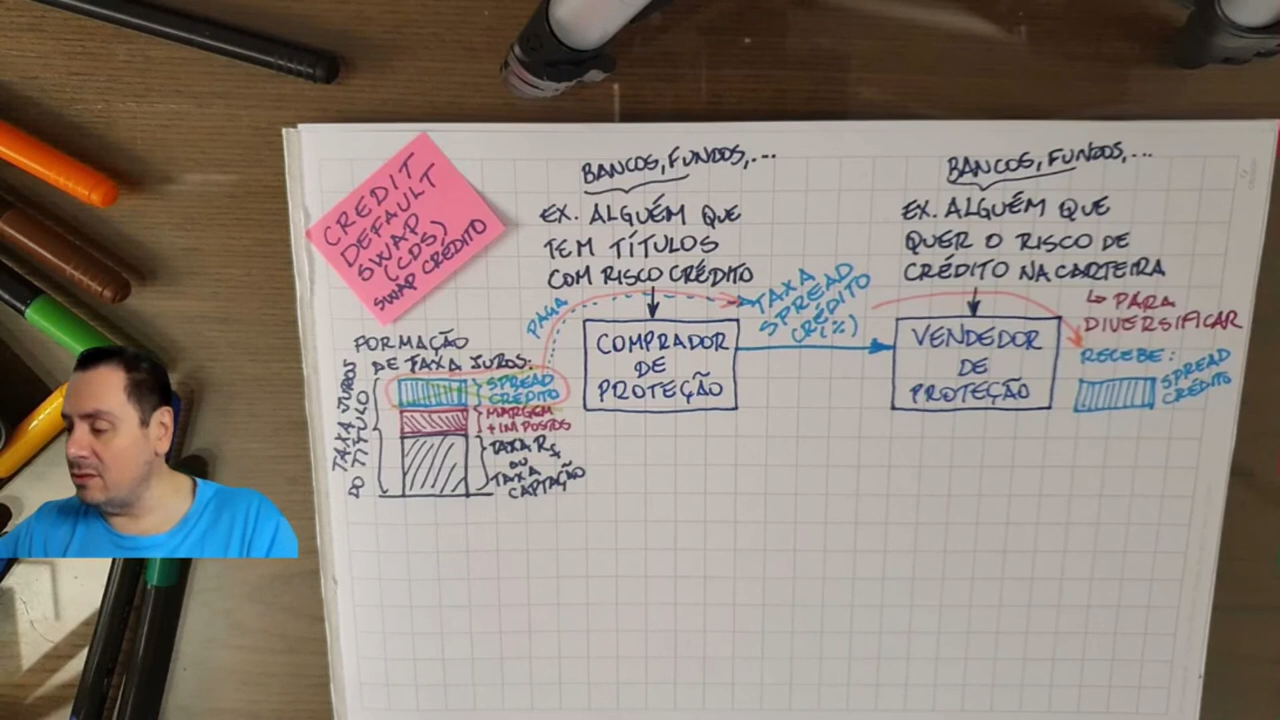 CREDIT
DEFAULT
SWAP
(CDS)
SWAP CRÉDITO
BANCOS, FUNDOS,...
EX. ALGUÉM QUE
TEM TÍTULOS
COM RISCO CRÉDITO
BANCOS, FUNDOS,...
EX. ALGUÉM QUE
QUER O RISCO DE
CRÉDITO NA CARTEIRA
↳ PARA
DIVERSIFICAR
PAGA
TAXA
SPREAD
CRÉDITO
(%)
COMPRADOR
DE
PROTEÇÃO
VENDEDOR
DE
PROTEÇÃO
RECEBE:
SPREAD
CRÉDITO
FORMAÇÃO
DE TAXA JUROS:
TAXA JUROS
DO TÍTULO
SPREAD
CRÉDITO
MARGEM
+ IMPOSTOS
TAXA Rf
OU
TAXA
CAPTAÇÃO